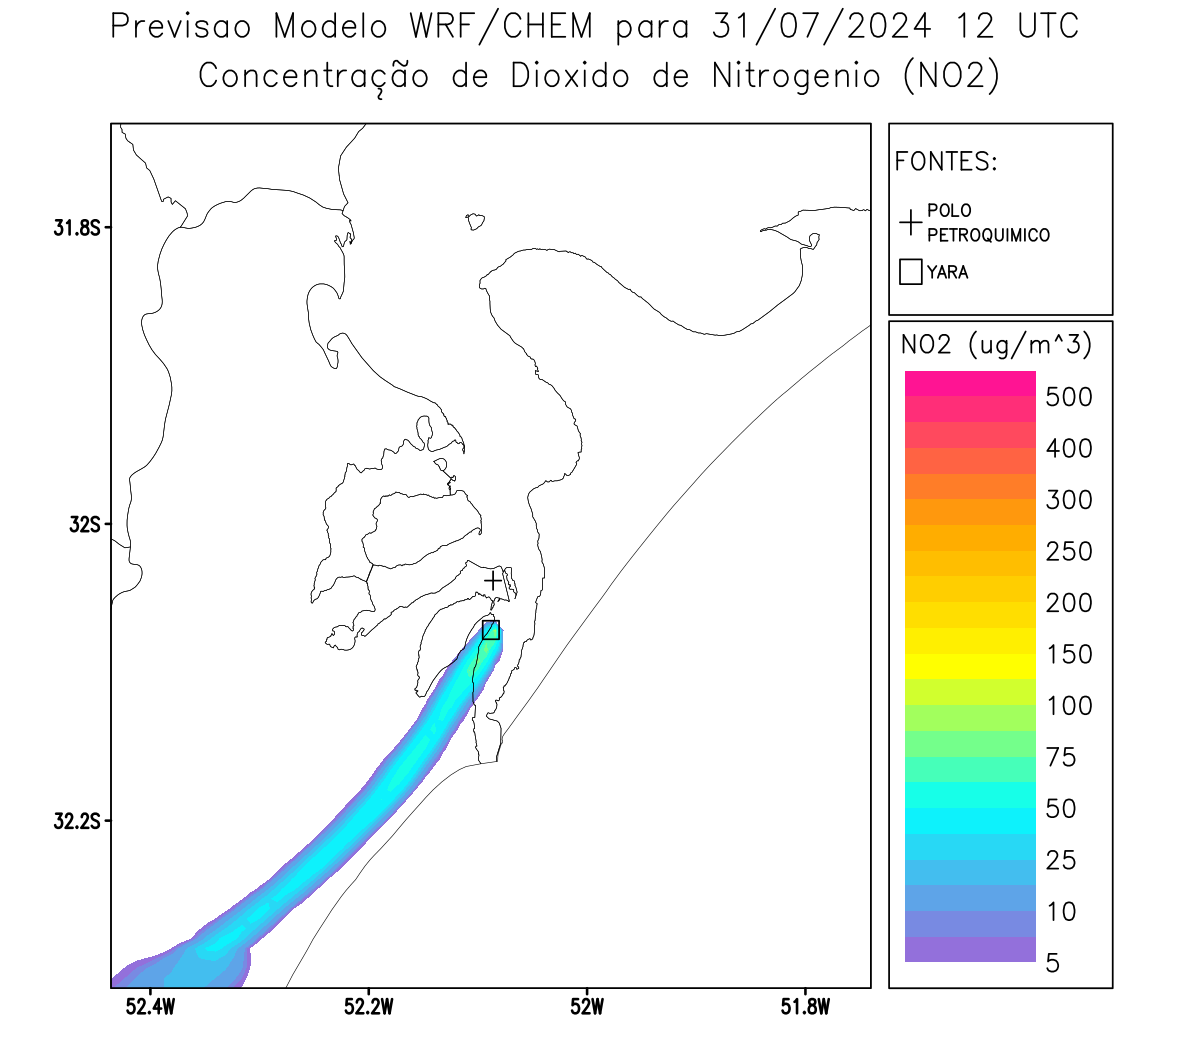 Previsao Modelo WRF/CHEM para 31/07/2024 12 UTC
Concentração de Dioxido de Nitrogenio (NO2)
FONTES:
POLO
PETROQUIMICO
YARA
NO2 (ug/m^3)
500
400
300
250
200
150
100
75
50
25
10
5
31.8S
32S
32.2S
52.4W
52.2W
52W
51.8W